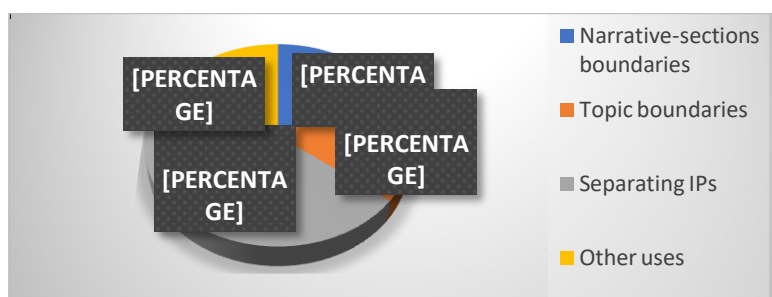 [PERCENTA
GE]
[PERCENTA
[PERCENTA
GE]
[PERCENTA
GE]
Narrative-sections
boundaries
Topic boundaries
Separating IPs
Other uses